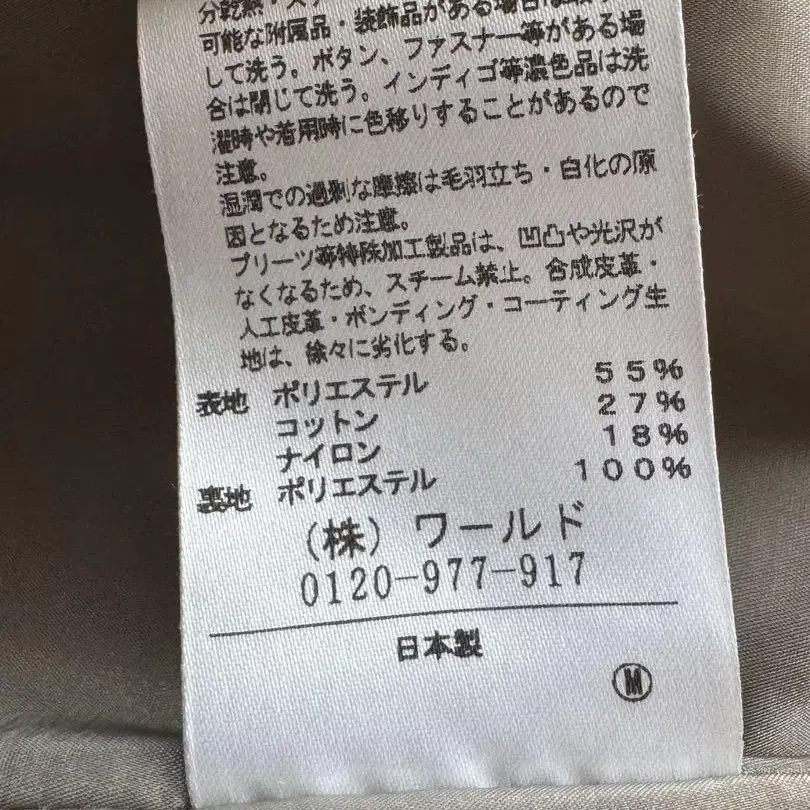 分乾熱・スチ
可能な附属品・装飾品がある場合は
して洗う。ボタン、ファスナー等がある場
合は閉じて洗う。インディゴ等濃色品は洗
濯時や着用時に色移りすることがあるので
注意。
湿潤での過剰な摩擦は毛羽立ち・白化の原
因となるため注意。
プリーツ等特殊加工製品は、凹凸や光沢が
なくなるため、スチーム禁止。合成皮革・
人工皮革・ボンディング・コーティング生
地は、徐々に劣化する。
表地 ポリエステル 55%
コットン 27%
ナイロン 18%
裏地 ポリエステル 100%
(株) ワールド
0120-977-917
日本製
M